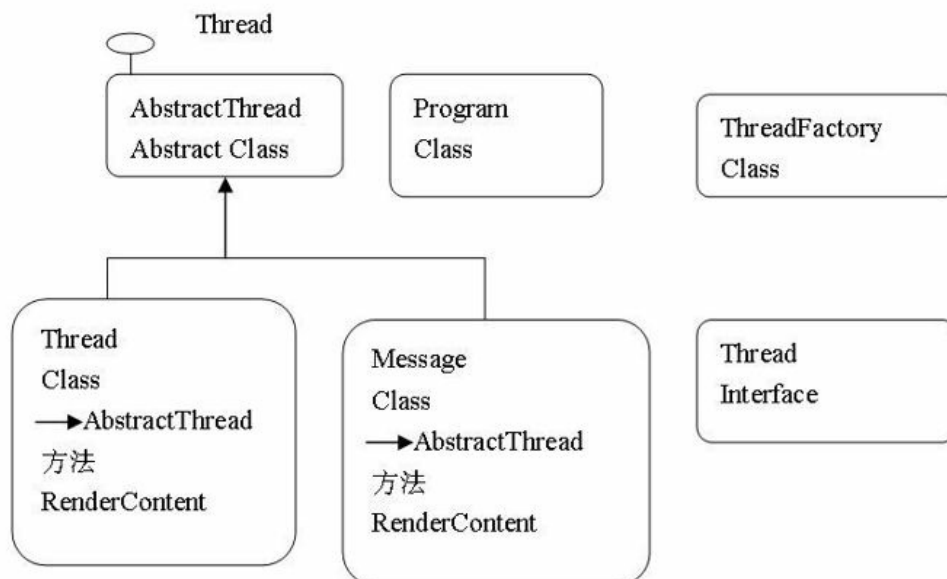 Thread
AbstractThread
Abstract Class
Program
Class
ThreadFactory
Class
Thread
Class
AbstractThread
方法
RenderContent
Message
Class
AbstractThread
方法
RenderContent
Thread
Interface